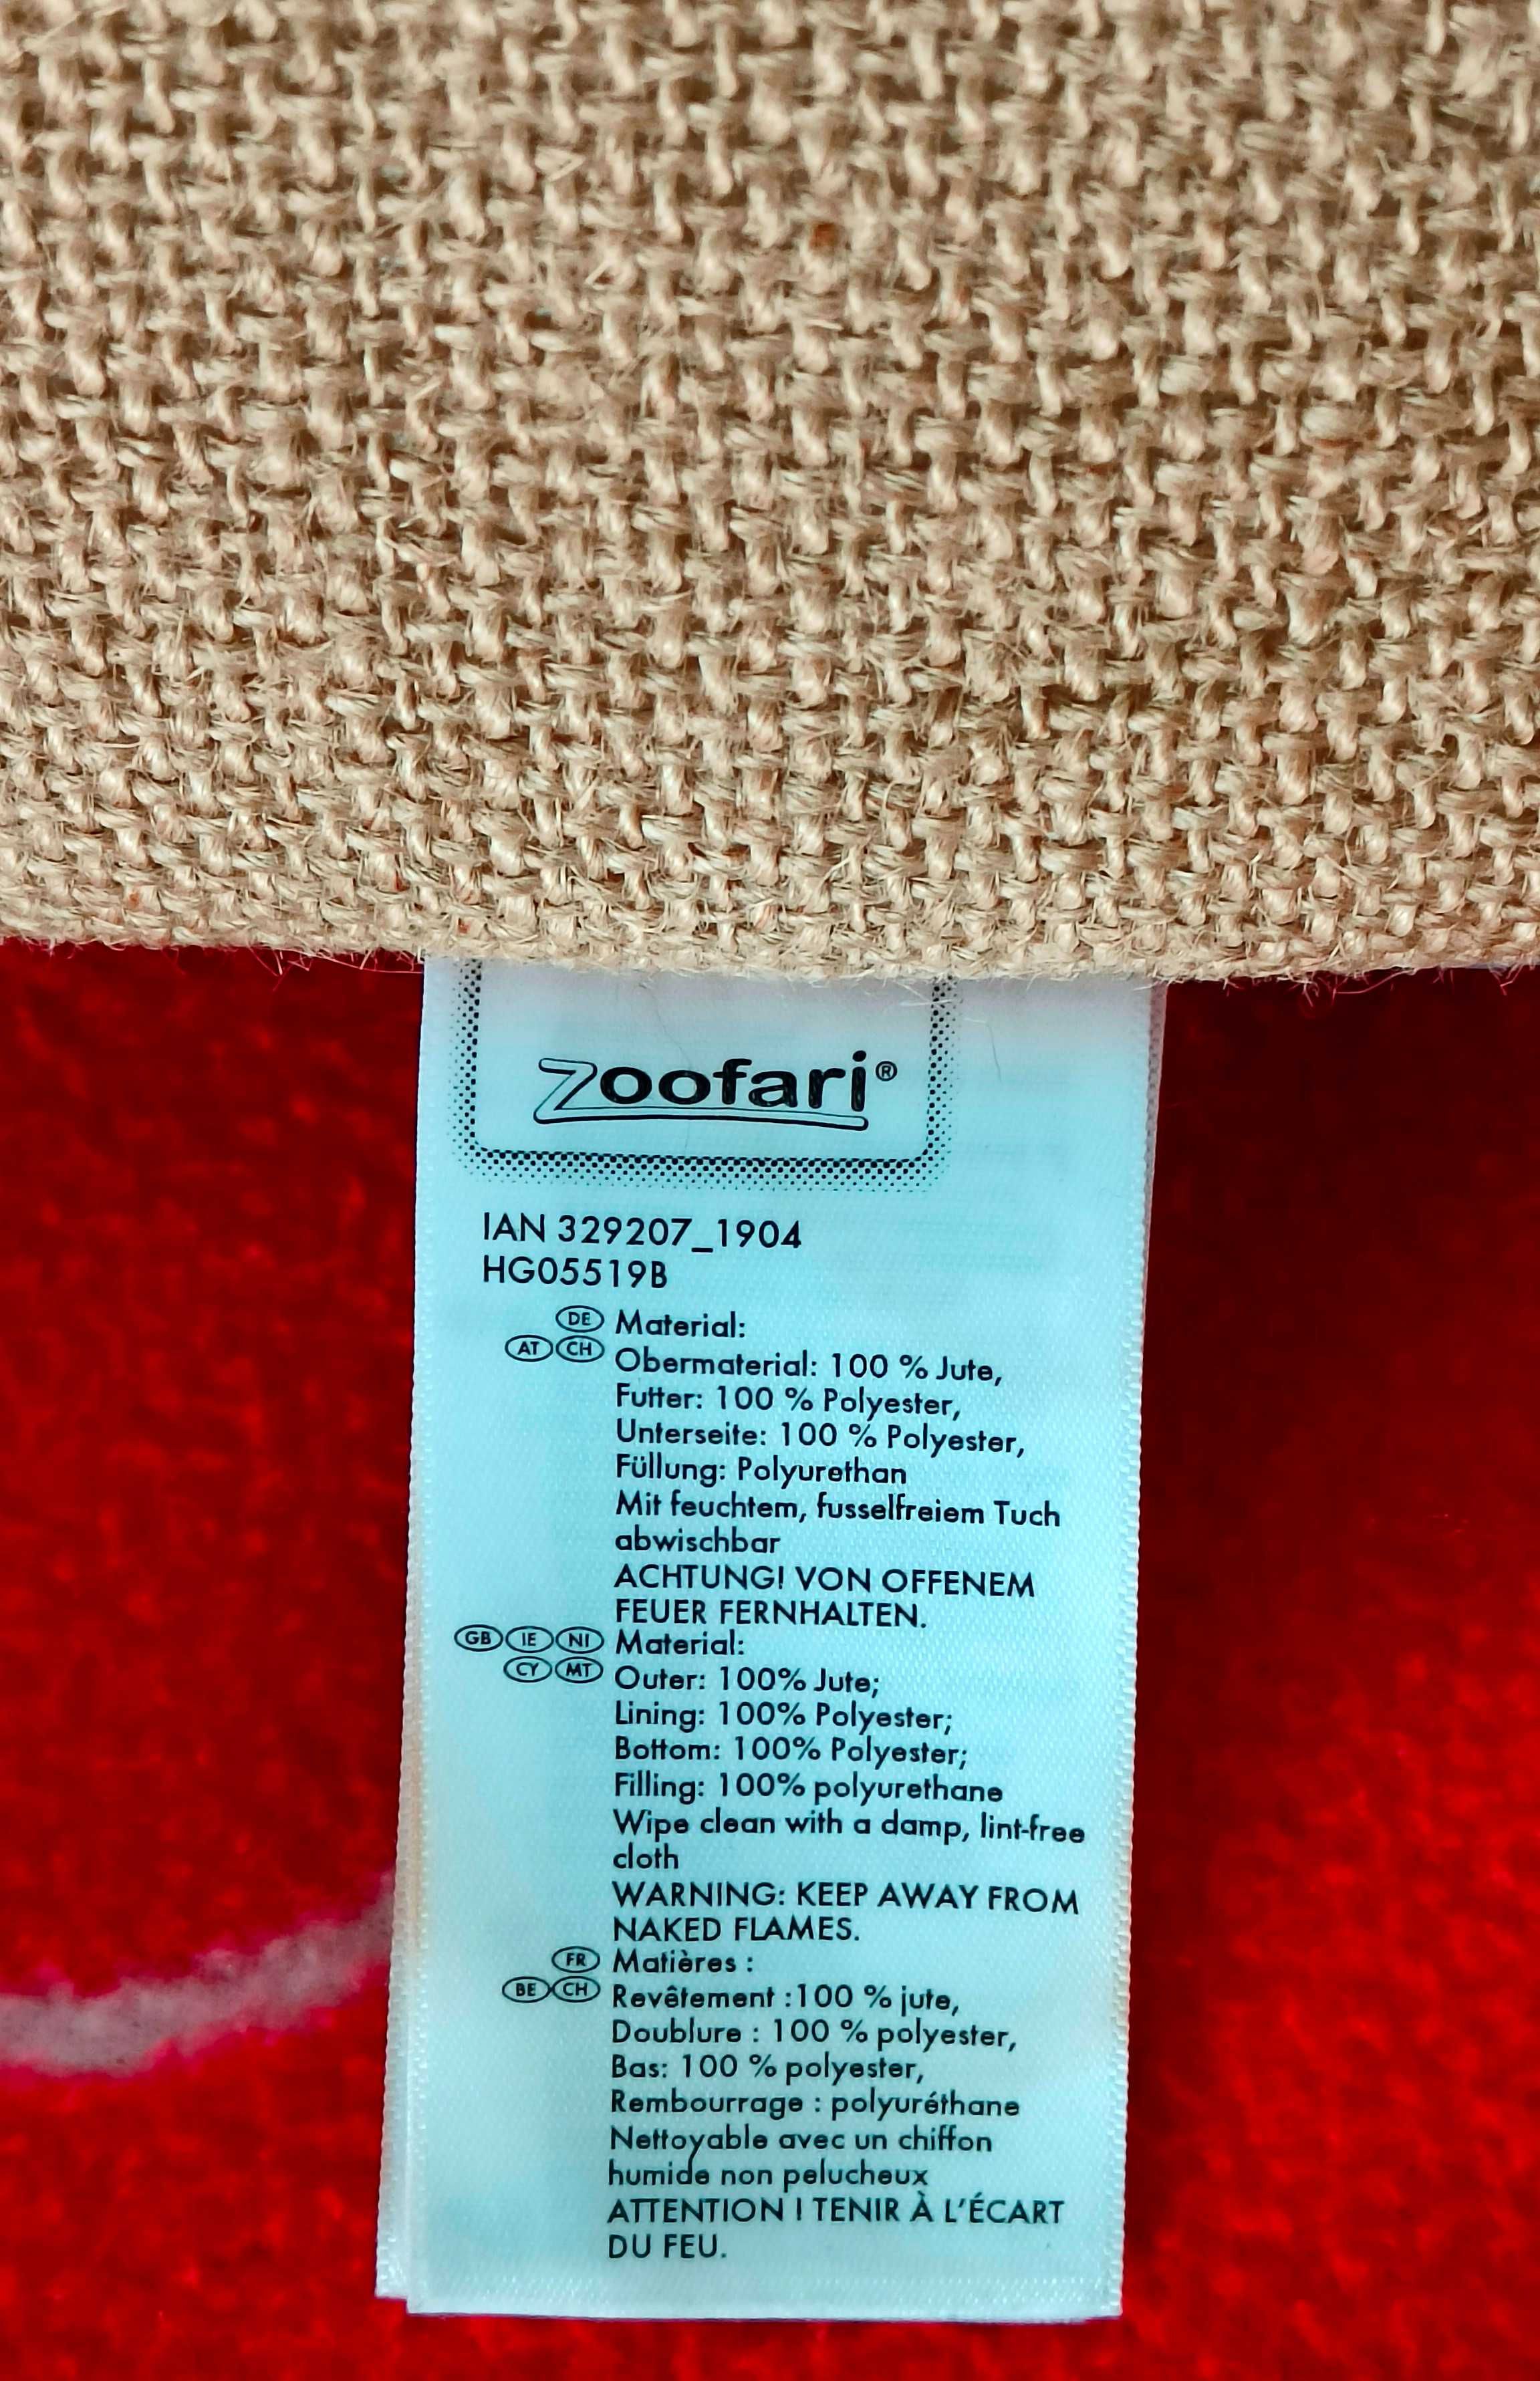 Zoofari®
IAN 329207_1904
HG05519B
DE Material:
AT CH Obermaterial: 100 % Jute,
Futter: 100 % Polyester,
Unterseite: 100 % Polyester,
Füllung: Polyurethan
Mit feuchtem, fusselfreiem Tuch
abwischbar
ACHTUNG! VON OFFENEM
FEUER FERNHALTEN.
GB IE NI Material:
CY MT Outer: 100% Jute;
Lining: 100% Polyester;
Bottom: 100% Polyester;
Filling: 100% polyurethane
Wipe clean with a damp, lint-free
cloth
WARNING: KEEP AWAY FROM
NAKED FLAMES.
FR Matières :
BE CH Revêtement :100 % jute,
Doublure : 100 % polyester,
Bas: 100 % polyester,
Rembourrage : polyuréthane
Nettoyable avec un chiffon
humide non pelucheux
ATTENTION ! TENIR À L'ÉCART
DU FEU.